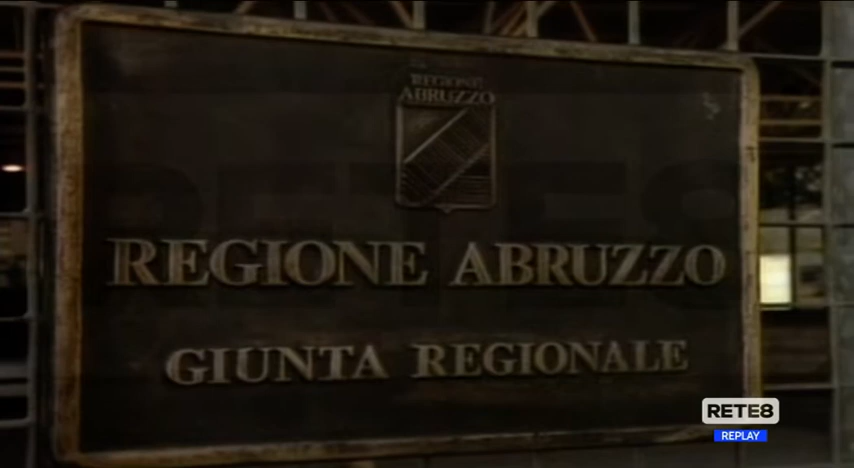 REGIONE
ABRUZZO
REGIONE ABRUZZO
GIUNTA REGIONALE
RETE8
REPLAY